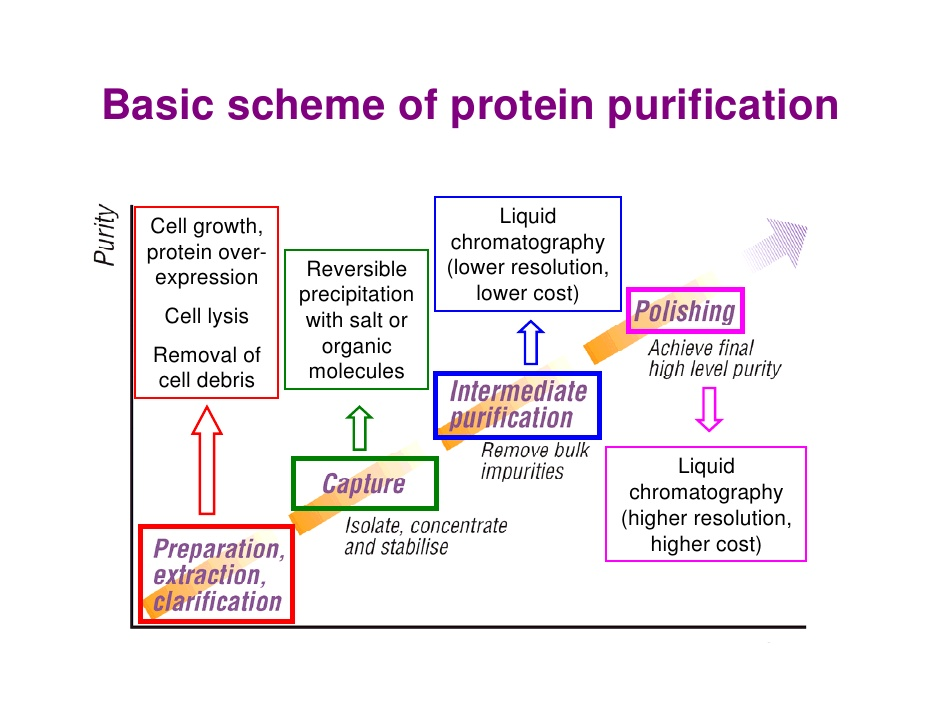 Basic scheme of protein purification
Purity
Cell growth,
protein over-
expression
Cell lysis
Removal of
cell debris
Preparation,
extraction,
clarification
Reversible
precipitation
with salt or
organic
molecules
Capture
Isolate, concentrate
and stabilise
Liquid
chromatography
(lower resolution,
lower cost)
Intermediate
purification
Remove bulk
impurities
Polishing
Achieve final
high level purity
Liquid
chromatography
(higher resolution,
higher cost)